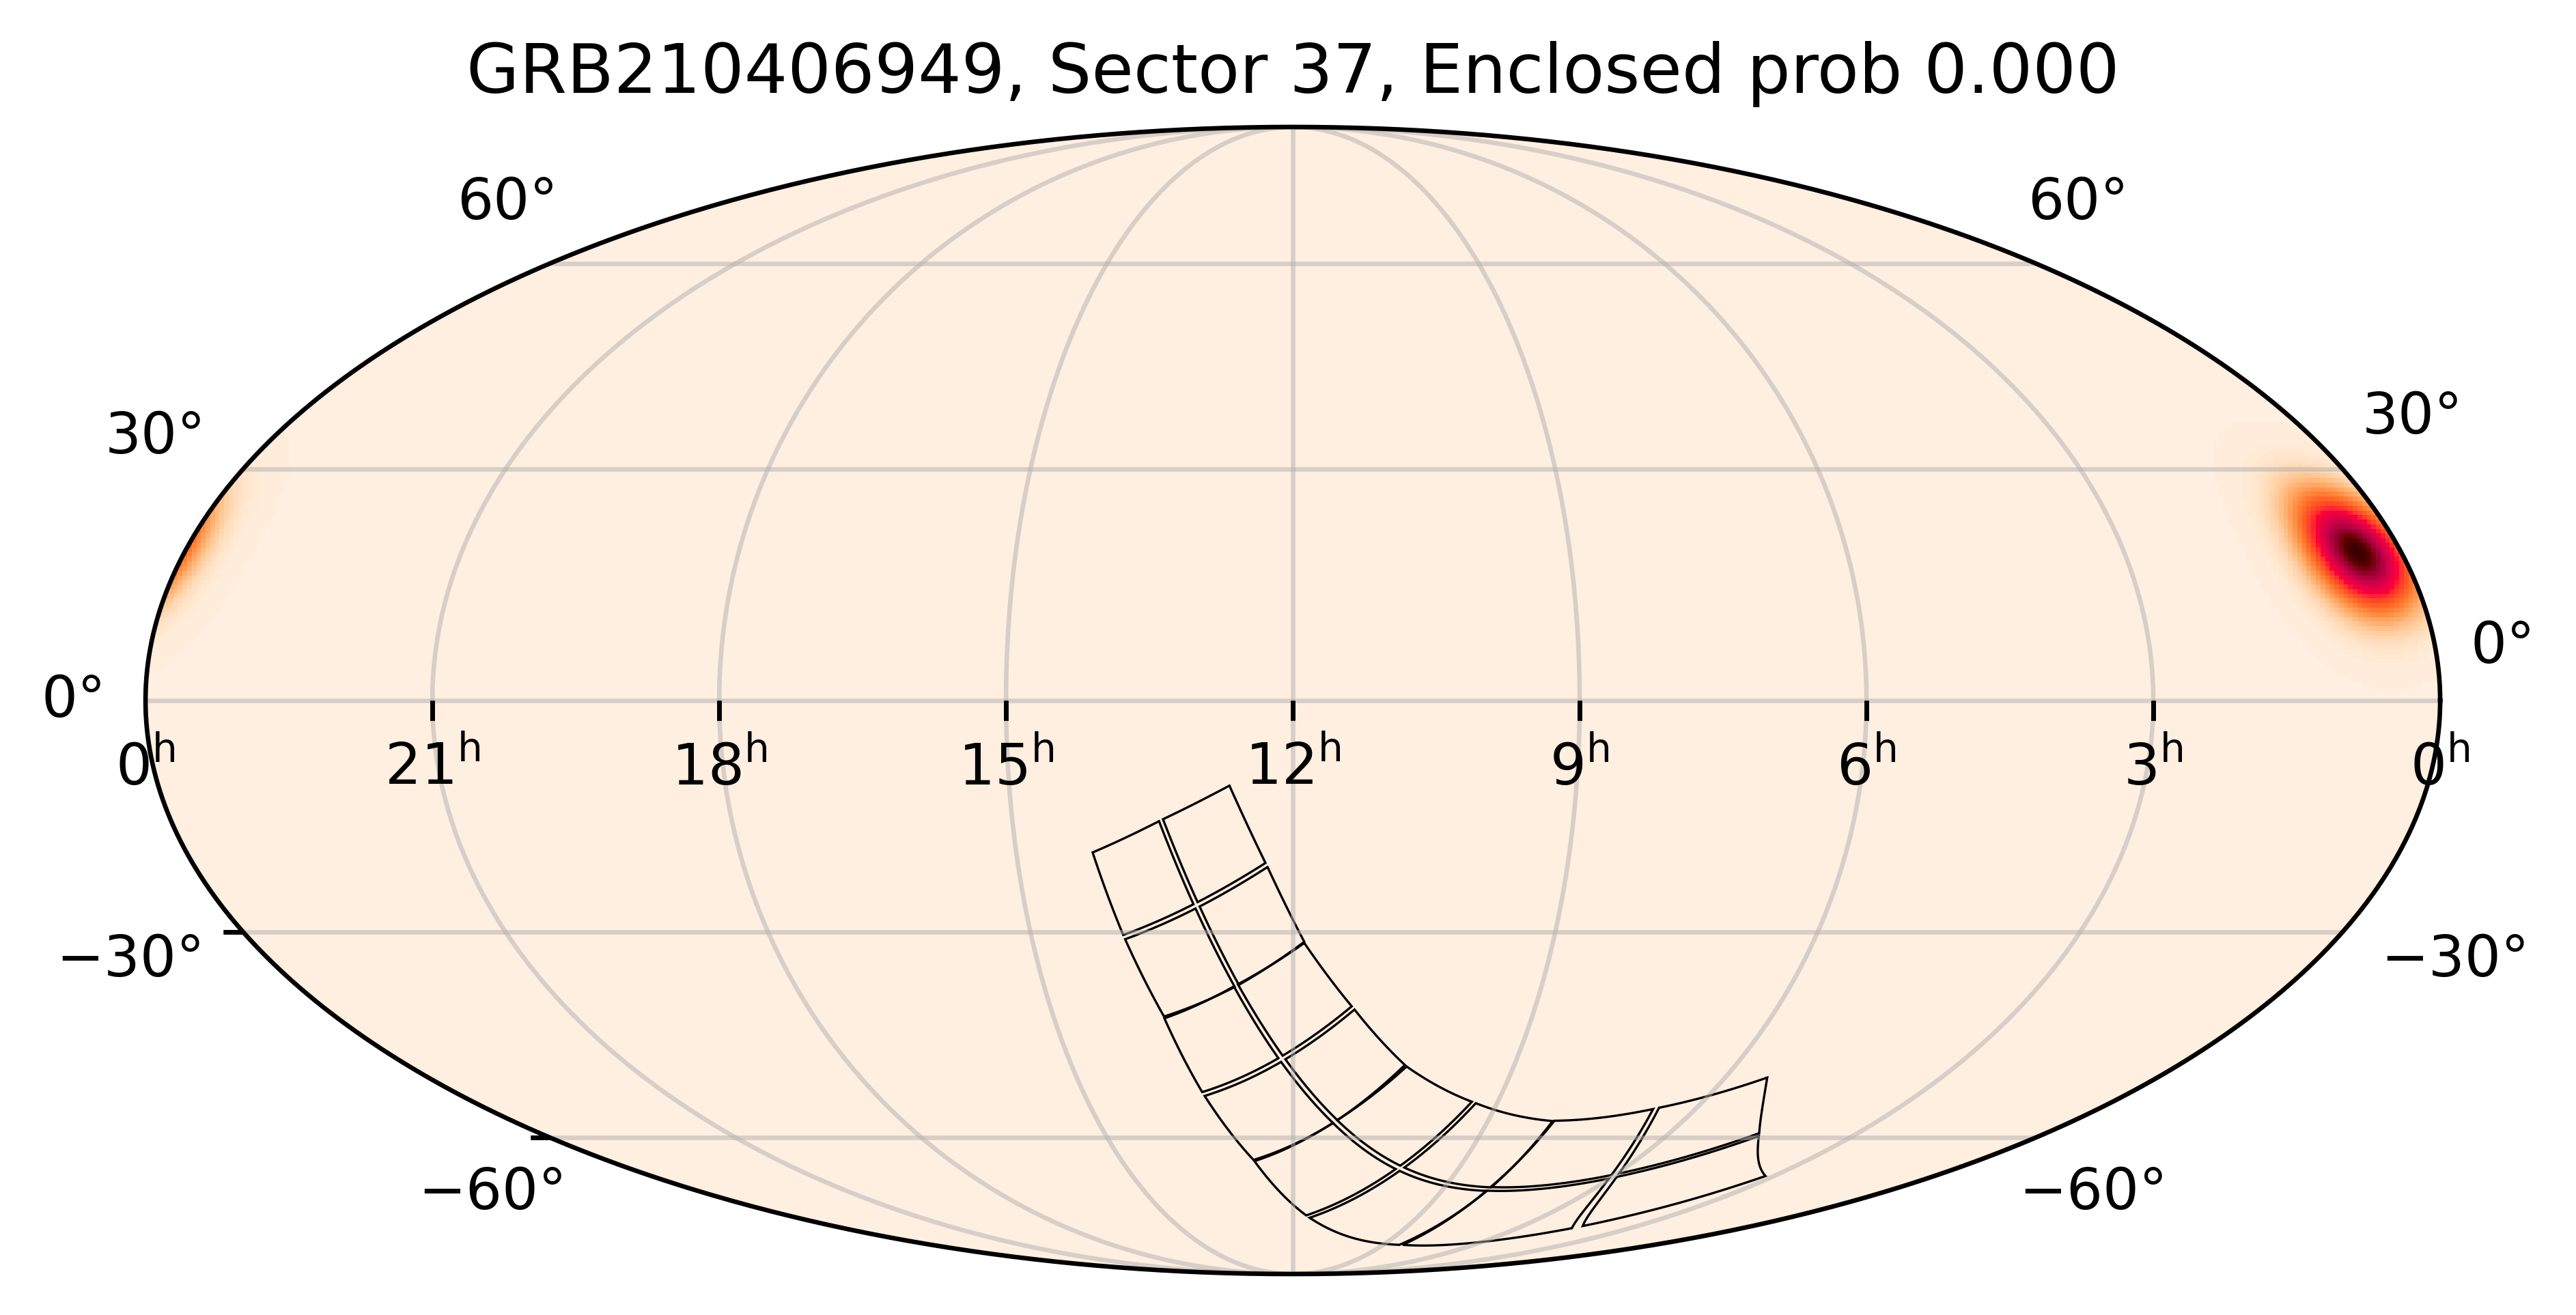 GRB210406949, Sector 37, Enclosed prob 0.000
60° 60°
30° 30°
0° 0°
0ʰ 21ʰ 18ʰ 15ʰ 12ʰ 9ʰ 6ʰ 3ʰ 0ʰ
−30° −30°
−60° −60°